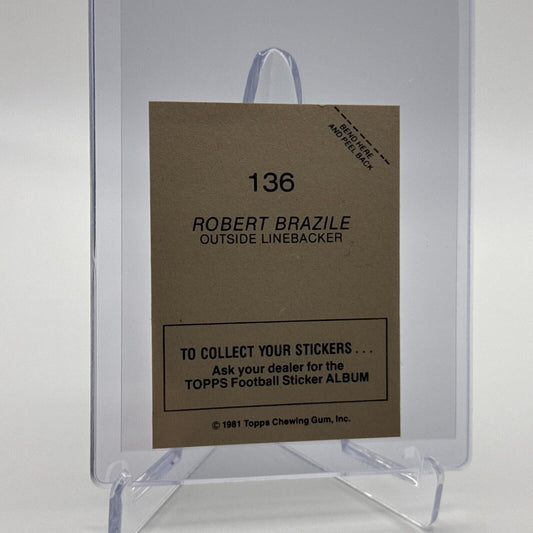 BEND HERE
AND PEEL BACK
136
ROBERT BRAZILE
OUTSIDE LINEBACKER
TO COLLECT YOUR STICKERS...
Ask your dealer for the
TOPPS Football Sticker ALBUM
© 1981 Topps Chewing Gum, Inc.